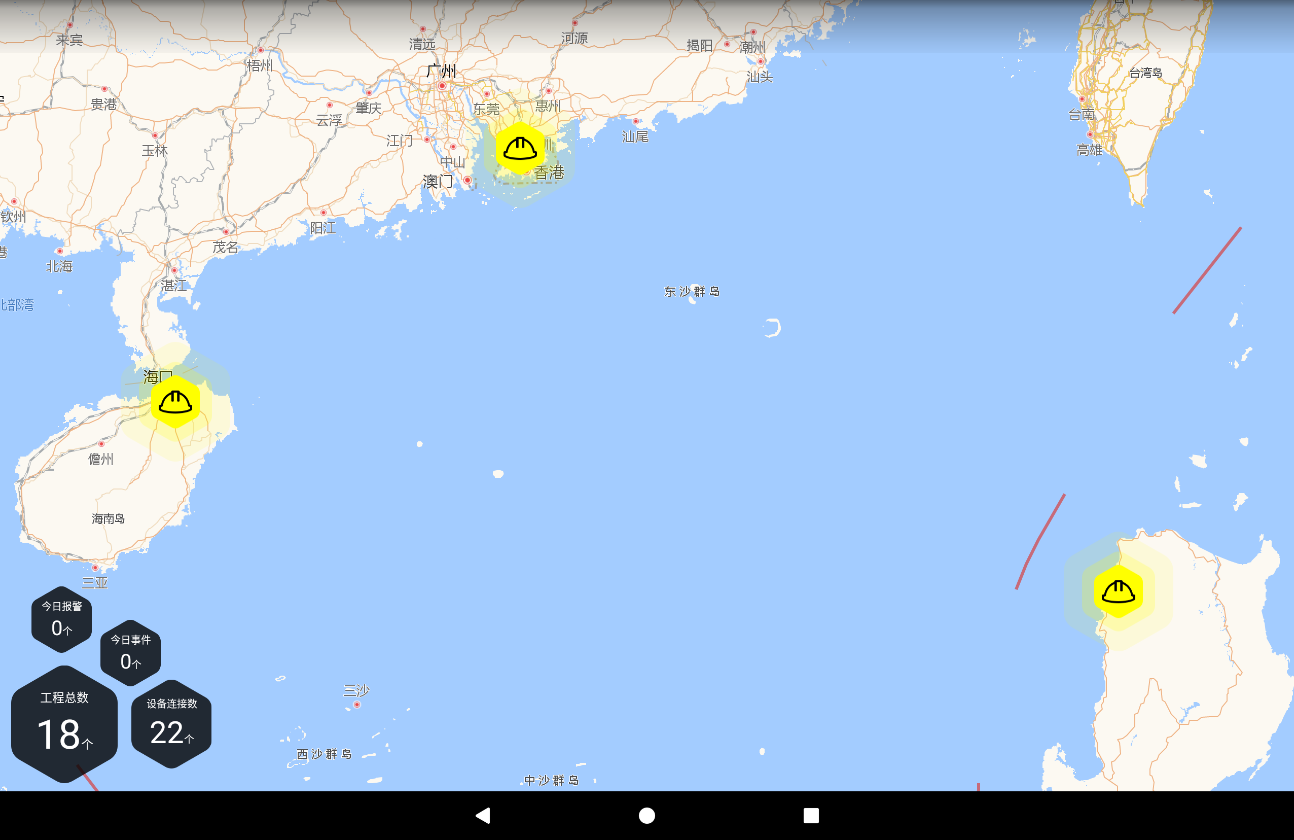 来宾
清远
河源
揭阳
潮州
梧州
广州
汕头
台湾岛
贵港
肇庆
东莞
惠州
云浮
台南
汕尾
江门
玉林
中山
高雄
香港
澳门
钦州
阳江
茂名
港
北海
湛江
东沙群岛
北部湾
海口
儋州
海南岛
三亚
今日报警
0个
今日事件
0个
工程总数
18个
设备连接数
22个
三沙
西沙群岛
中沙群岛